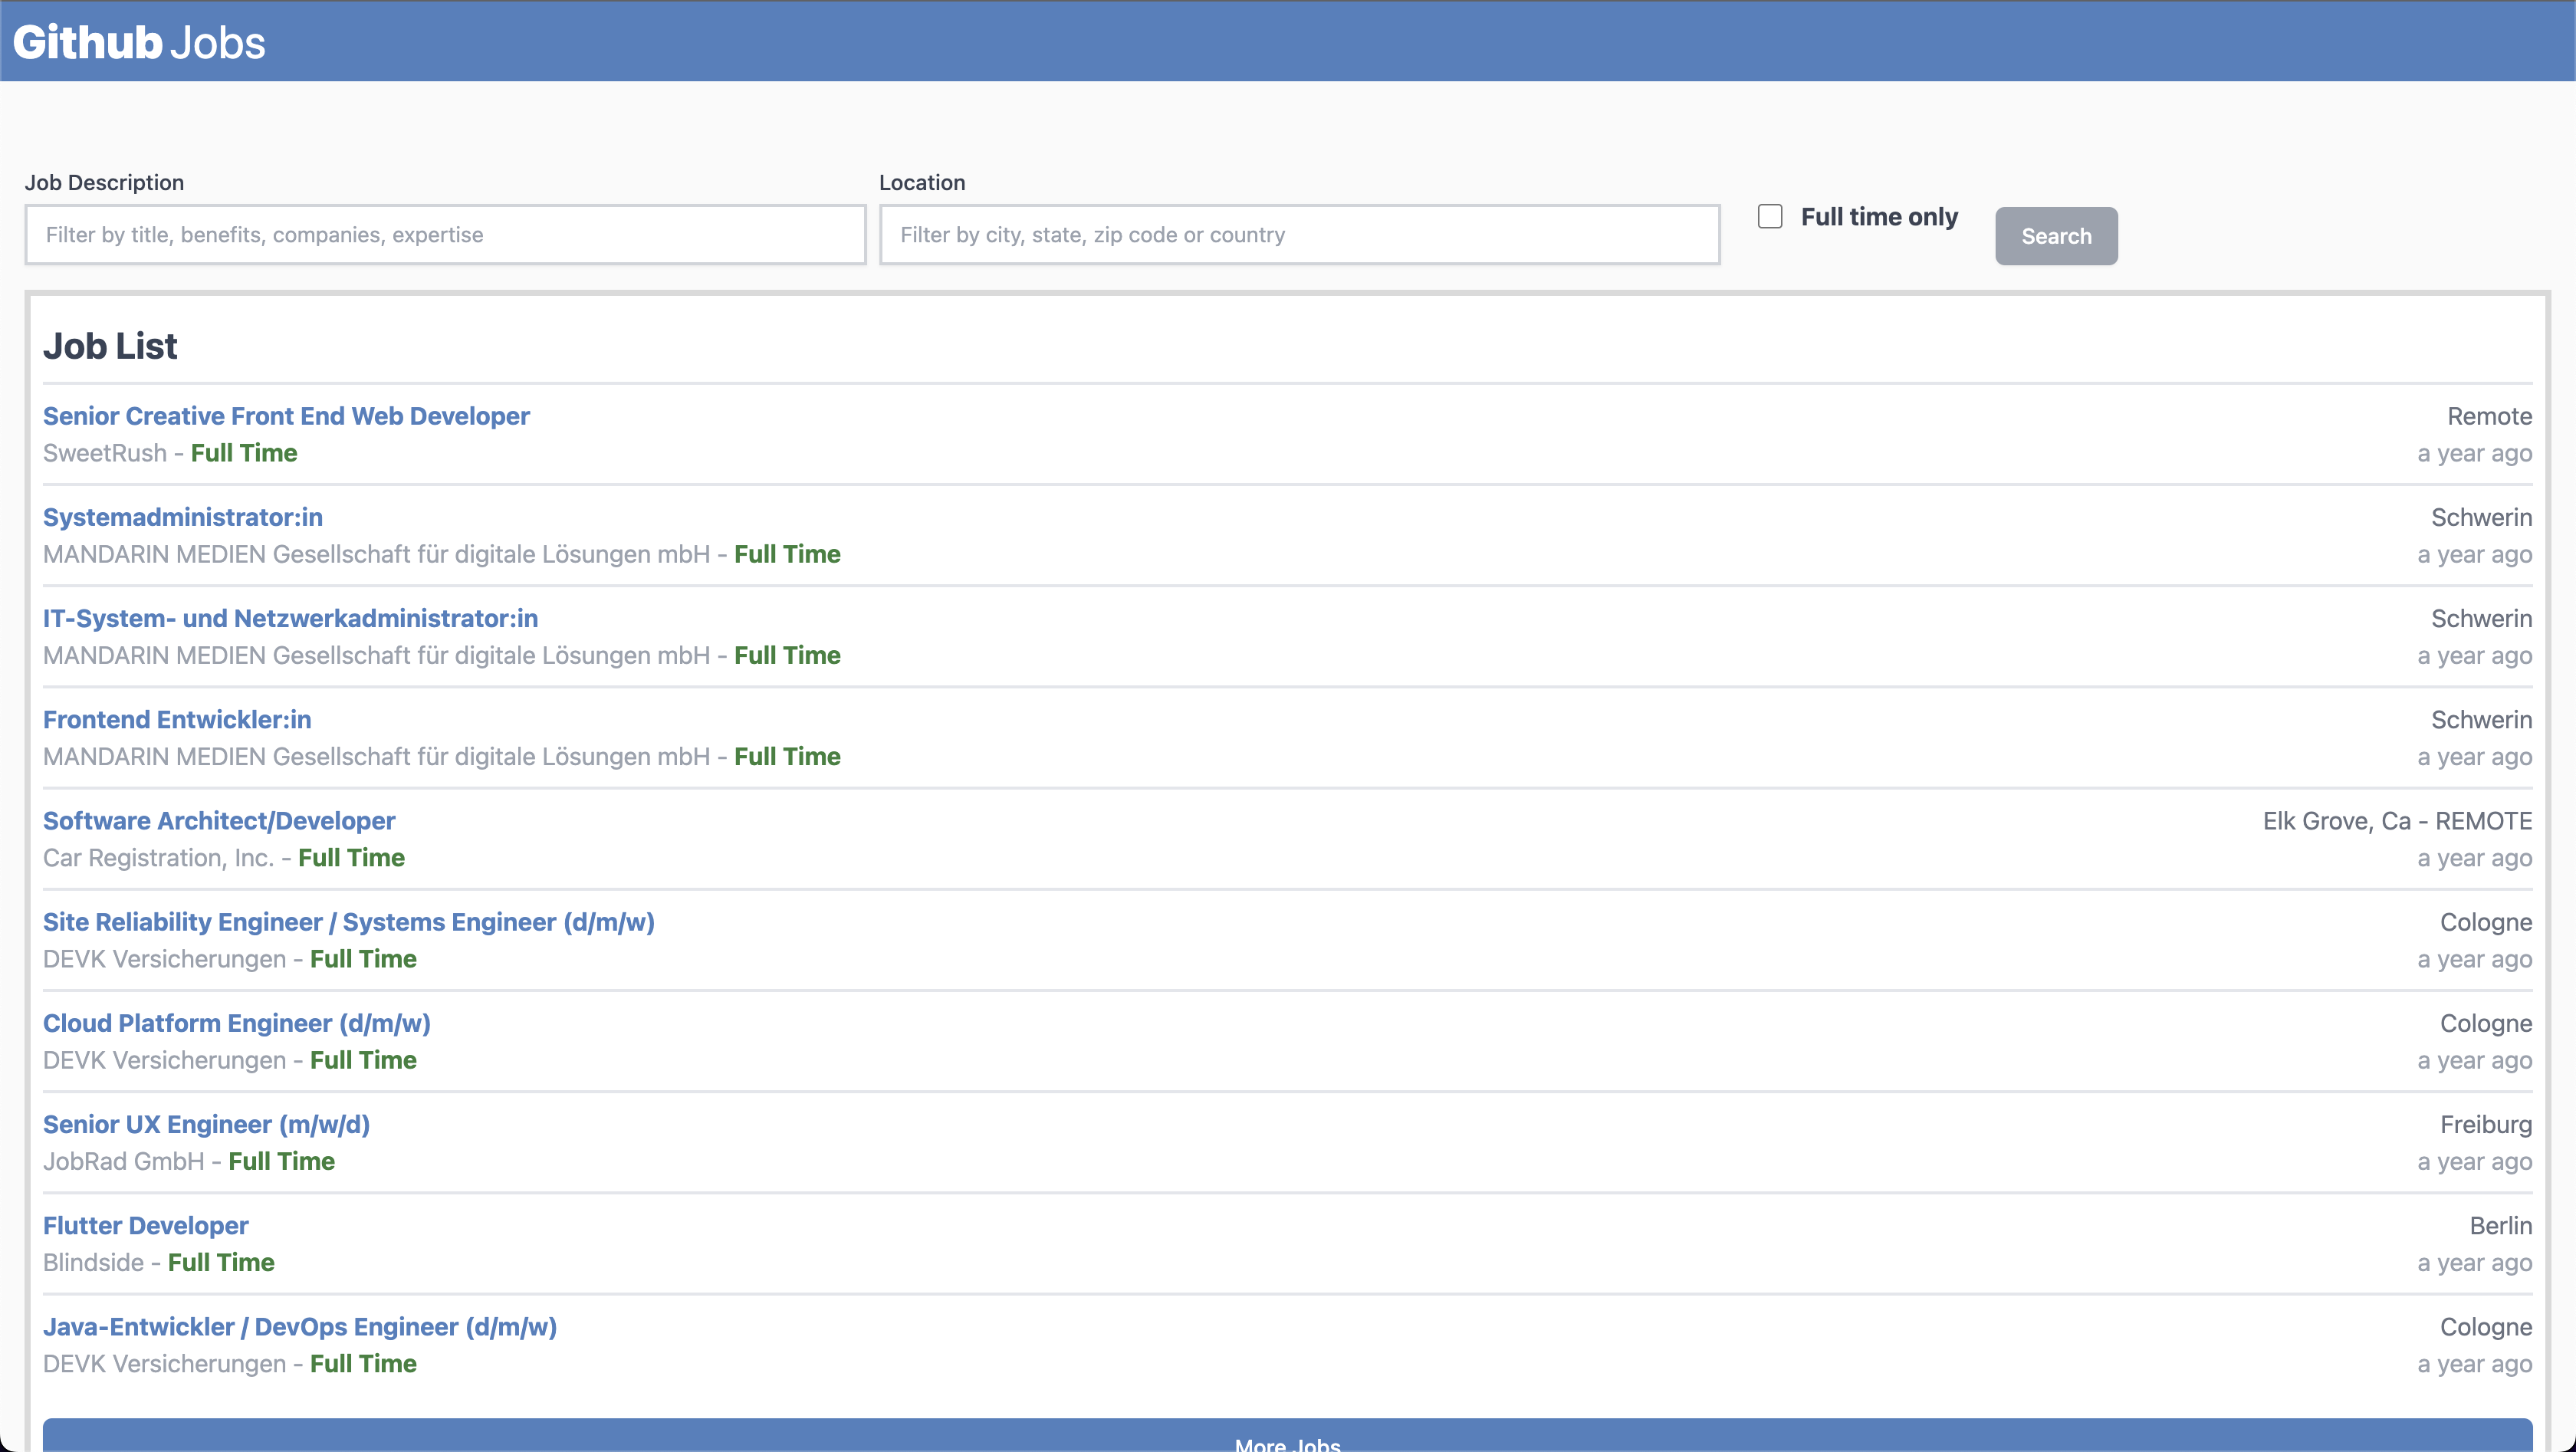 Github Jobs
Job Description
Location
Filter by title, benefits, companies, expertise
Filter by city, state, zip code or country
Full time only
Search
Job List
Senior Creative Front End Web Developer
Remote
SweetRush - Full Time
a year ago
Systemadministrator:in
Schwerin
MANDARIN MEDIEN Gesellschaft für digitale Lösungen mbH - Full Time
a year ago
IT-System- und Netzwerkadministrator:in
Schwerin
MANDARIN MEDIEN Gesellschaft für digitale Lösungen mbH - Full Time
a year ago
Frontend Entwickler:in
Schwerin
MANDARIN MEDIEN Gesellschaft für digitale Lösungen mbH - Full Time
a year ago
Software Architect/Developer
Elk Grove, Ca - REMOTE
Car Registration, Inc. - Full Time
a year ago
Site Reliability Engineer / Systems Engineer (d/m/w)
Cologne
DEVK Versicherungen - Full Time
a year ago
Cloud Platform Engineer (d/m/w)
Cologne
DEVK Versicherungen - Full Time
a year ago
Senior UX Engineer (m/w/d)
Freiburg
JobRad GmbH - Full Time
a year ago
Flutter Developer
Berlin
Blindside - Full Time
a year ago
Java-Entwickler / DevOps Engineer (d/m/w)
Cologne
DEVK Versicherungen - Full Time
a year ago
More Jobs